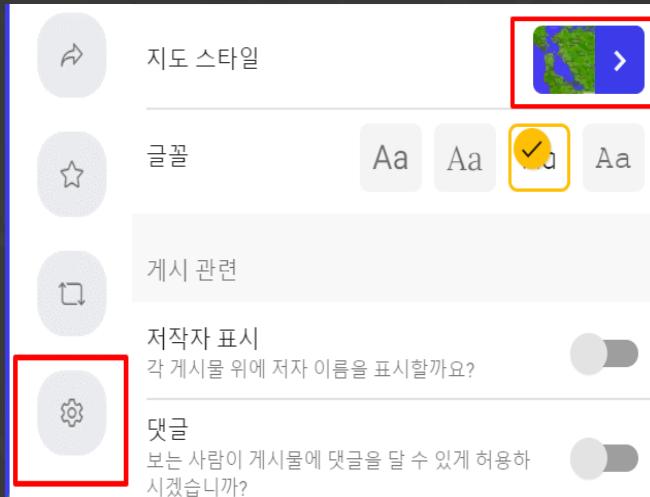 지도 스타일
글꼴
Aa Aa Aa
게시 관련
저작자 표시
각 게시물 위에 저자 이름을 표시할까요?
댓글
보는 사람이 게시물에 댓글을 달 수 있게 허용하
시겠습니까?